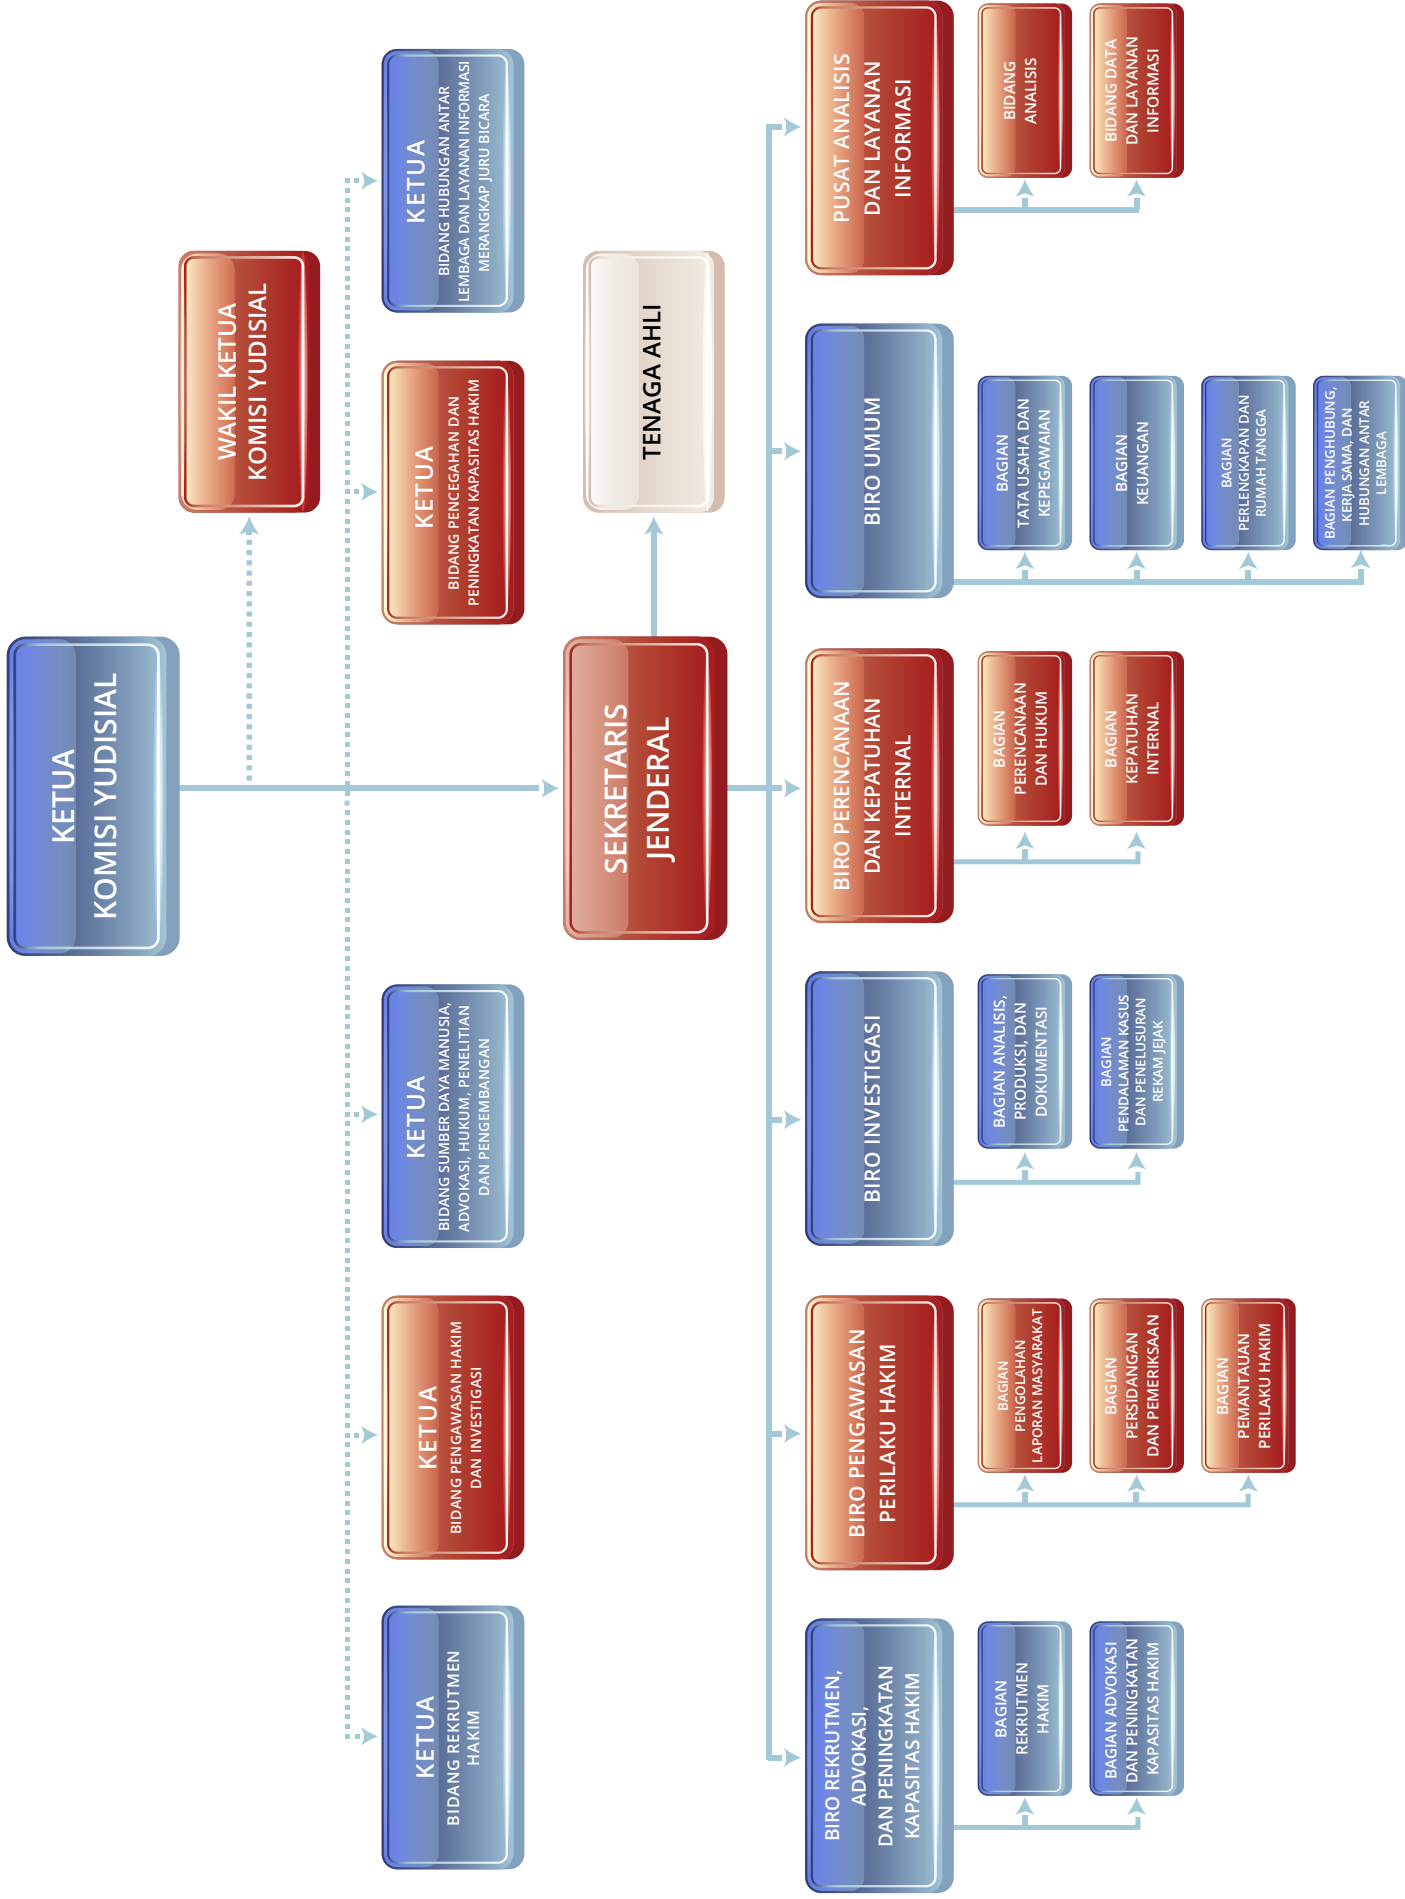 KETUA
KOMISI YUDISIAL
WAKIL KETUA
KOMISI YUDISIAL
KETUA
BIDANG REKRUTMEN
HAKIM
KETUA
BIDANG PENGAWASAN HAKIM
DAN INVESTIGASI
KETUA
BIDANG SUMBER DAYA MANUSIA,
ADVOKASI, HUKUM, PENELITIAN
DAN PENGEMBANGAN
KETUA
BIDANG PENCEGAHAN DAN
PENINGKATAN KAPASITAS HAKIM
KETUA
BIDANG HUBUNGAN ANTAR
LEMBAGA DAN LAYANAN INFORMASI
MERANGKAP JURU BICARA
SEKRETARIS
JENDERAL
TENAGA AHLI
BIRO REKRUTMEN,
ADVOKASI,
DAN PENINGKATAN
KAPASITAS HAKIM
BIRO PENGAWASAN
PERILAKU HAKIM
BIRO INVESTIGASI
BIRO PERENCANAAN
DAN KEPATUHAN
INTERNAL
BIRO UMUM
PUSAT ANALISIS
DAN LAYANAN
INFORMASI
BAGIAN
REKRUTMEN
HAKIM
BAGIAN ADVOKASI
DAN PENINGKATAN
KAPASITAS HAKIM
BAGIAN
PENGOLAHAN
LAPORAN MASYARAKAT
BAGIAN
PERSIDANGAN
DAN PEMERIKSAAN
BAGIAN
PEMANTAUAN
PERILAKU HAKIM
BAGIAN ANALISIS,
PRODUKSI, DAN
DOKUMENTASI
BAGIAN
PENDALAMAN KASUS
DAN PENELUSURAN
REKAM JEJAK
BAGIAN
PERENCANAAN
DAN HUKUM
BAGIAN
KEPATUHAN
INTERNAL
BAGIAN
TATA USAHA DAN
KEPEGAWAIAN
BAGIAN
KEUANGAN
BAGIAN
PERLENGKAPAN DAN
RUMAH TANGGA
BAGIAN PENGHUBUNG,
KERJA SAMA, DAN
HUBUNGAN ANTAR
LEMBAGA
BIDANG
ANALISIS
BIDANG DATA
DAN LAYANAN
INFORMASI